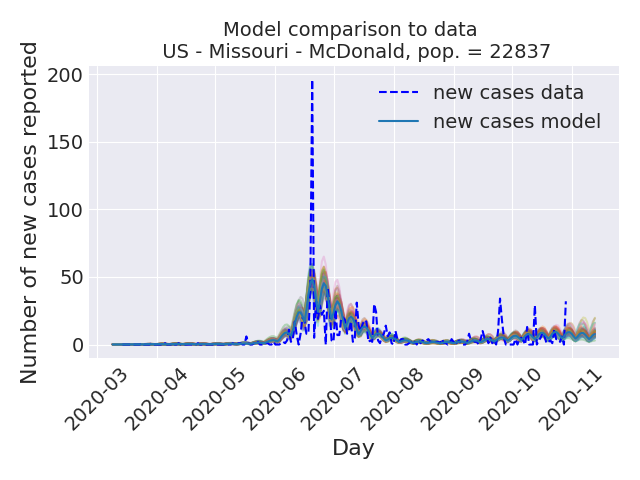 Model comparison to data
US - Missouri - McDonald, pop. = 22837
Number of new cases reported
200
150
100
50
0
new cases data
new cases model
2020-03
2020-04
2020-05
2020-06
2020-07
2020-08
2020-09
2020-10
2020-11
Day